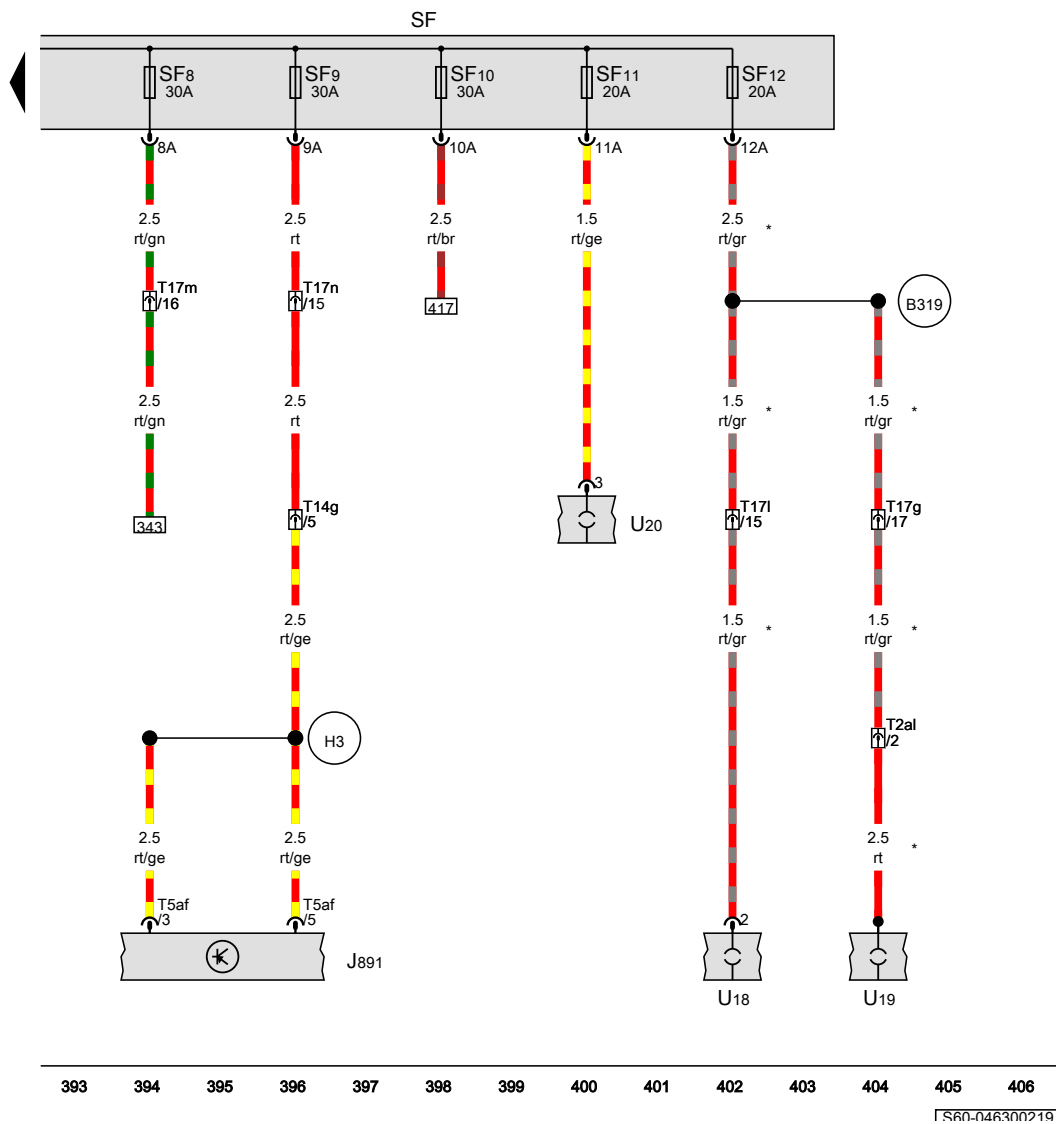 SF
SF8 SF9 SF10 SF11 SF12
30A 30A 30A 20A 20A
8A 9A 10A 11A 12A
2.5 2.5 2.5 1.5 2.5 *
rt/gn rt rt/br rt/ge rt/gr
T17m T17n
/16 /15 417 B319
2.5 2.5 1.5 * 1.5 *
rt/gn rt rt/gr rt/gr
3
T14g T17l T17g
343 /5 U20 /15 /17
2.5 1.5 * 1.5 *
rt/ge rt/gr rt/gr
H3 T2al
/2
2.5 2.5 2.5 *
rt/ge rt/ge rt
T5af T5af
/3 /5 2
J891
U18 U19
393 394 395 396 397 398 399 400 401 402 403 404 405 406
S60-046300219